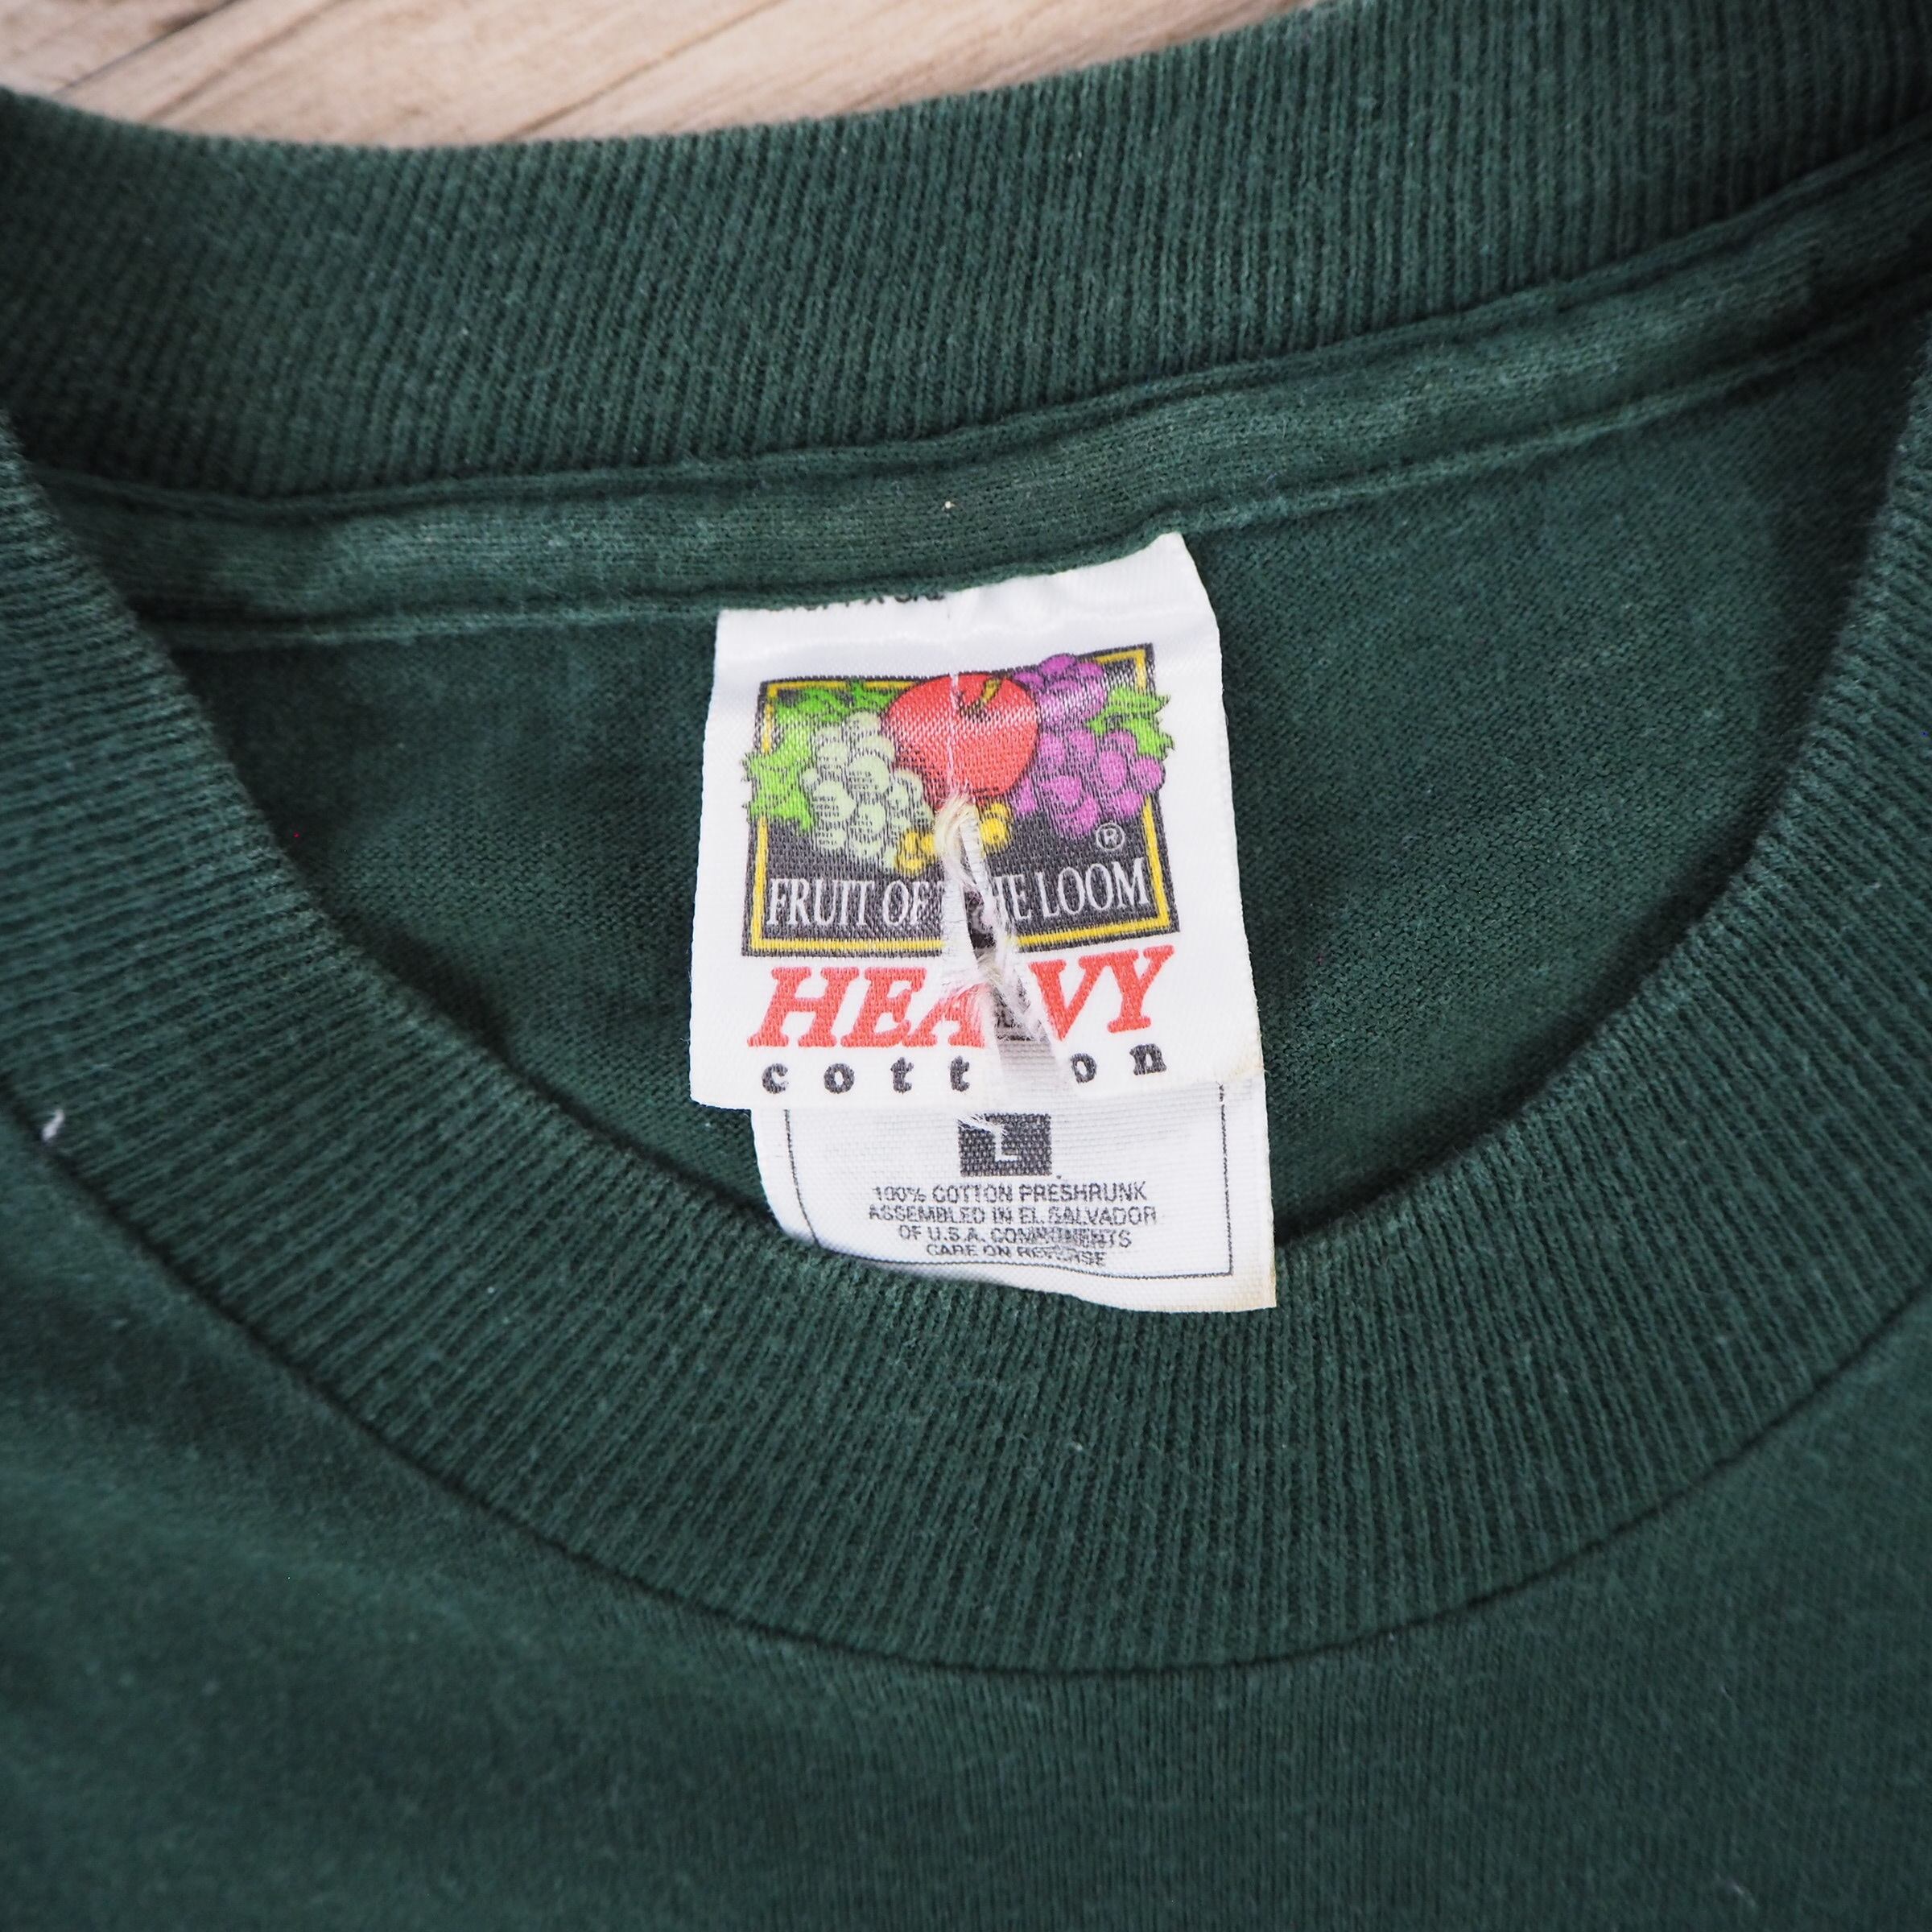 ®
FRUIT OF THE LOOM
HEAVY
cotton
L
100% COTTON PRESHRUNK
ASSEMBLED IN EL SALVADOR
OF U.S.A. COMPONENTS
CARE ON REVERSE